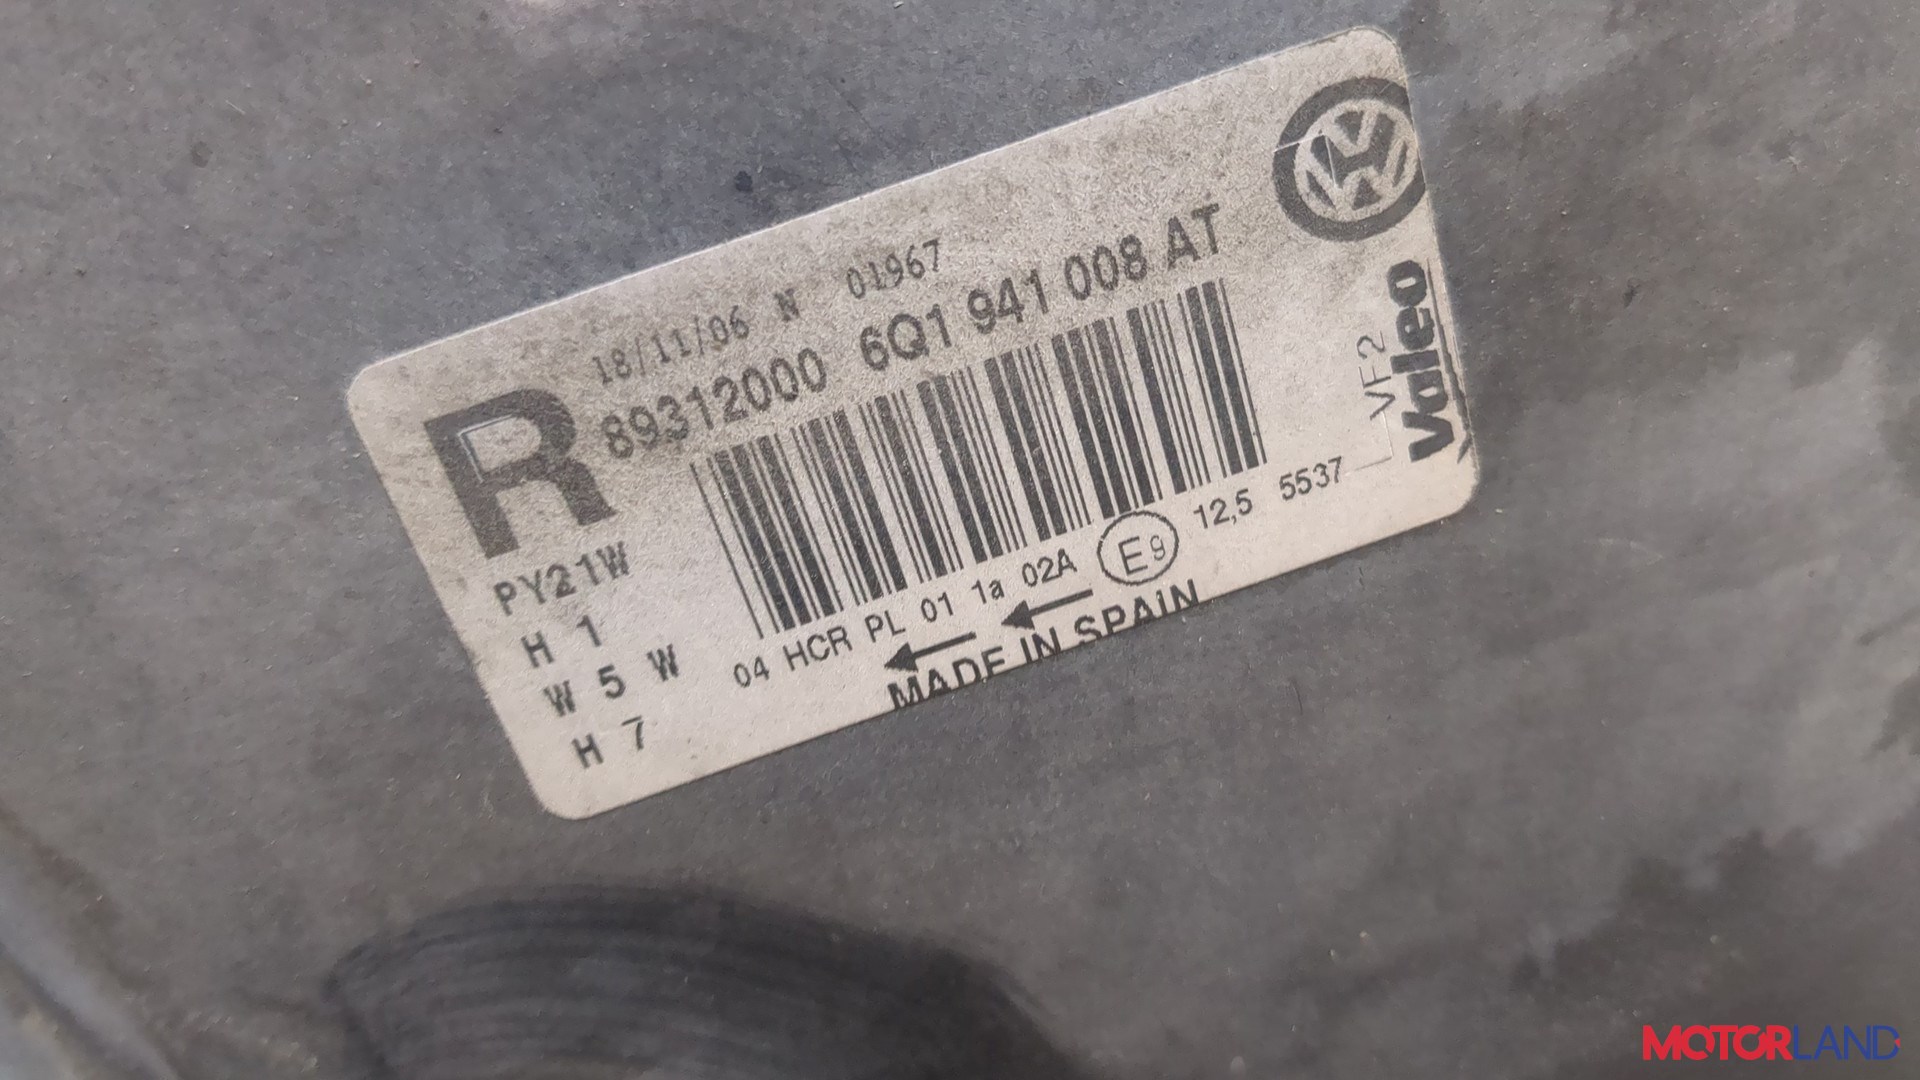 18/11/06 N 01967
89312000 6Q1 941 008 AT
R
PY21W
H 1
W 5 W
H 7
04 HCR PL 01 1a 02A E9 12,5 5537
MADE IN SPAIN
VF2
Valeo
MOTORLAND